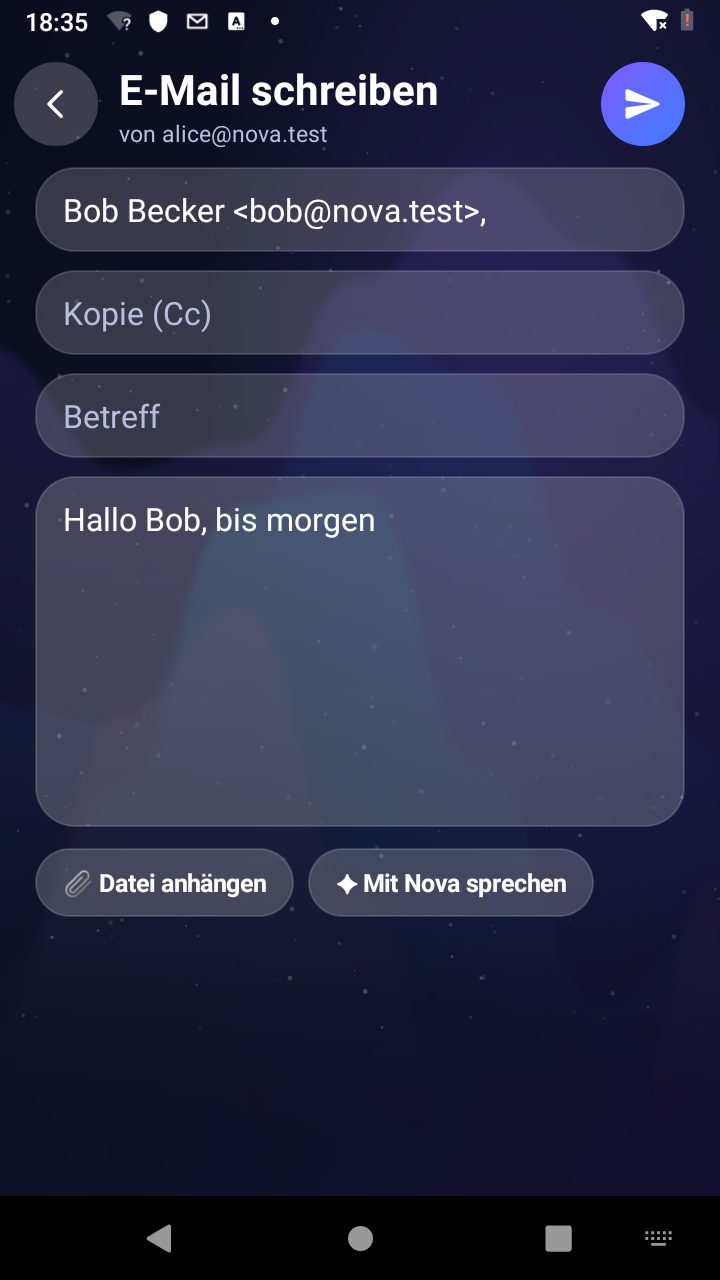 18:35
E-Mail schreiben
von alice@nova.test
Bob Becker <bob@nova.test>,
Kopie (Cc)
Betreff
Hallo Bob, bis morgen
Datei anhängen
Mit Nova sprechen